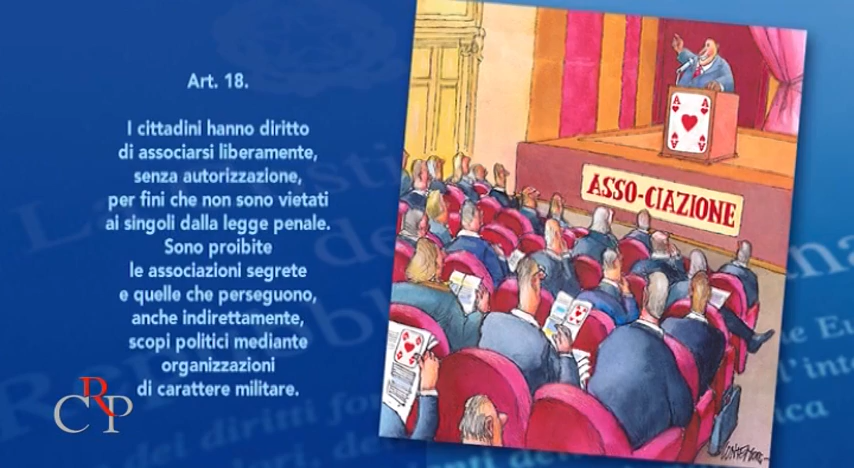 Art. 18.
I cittadini hanno diritto
di associarsi liberamente,
senza autorizzazione,
per fini che non sono vietati
ai singoli dalla legge penale.
Sono proibite
le associazioni segrete
e quelle che perseguono,
anche indirettamente,
scopi politici mediante
organizzazioni
di carattere militare.
CRP
A A
ASSO-CIAZIONE